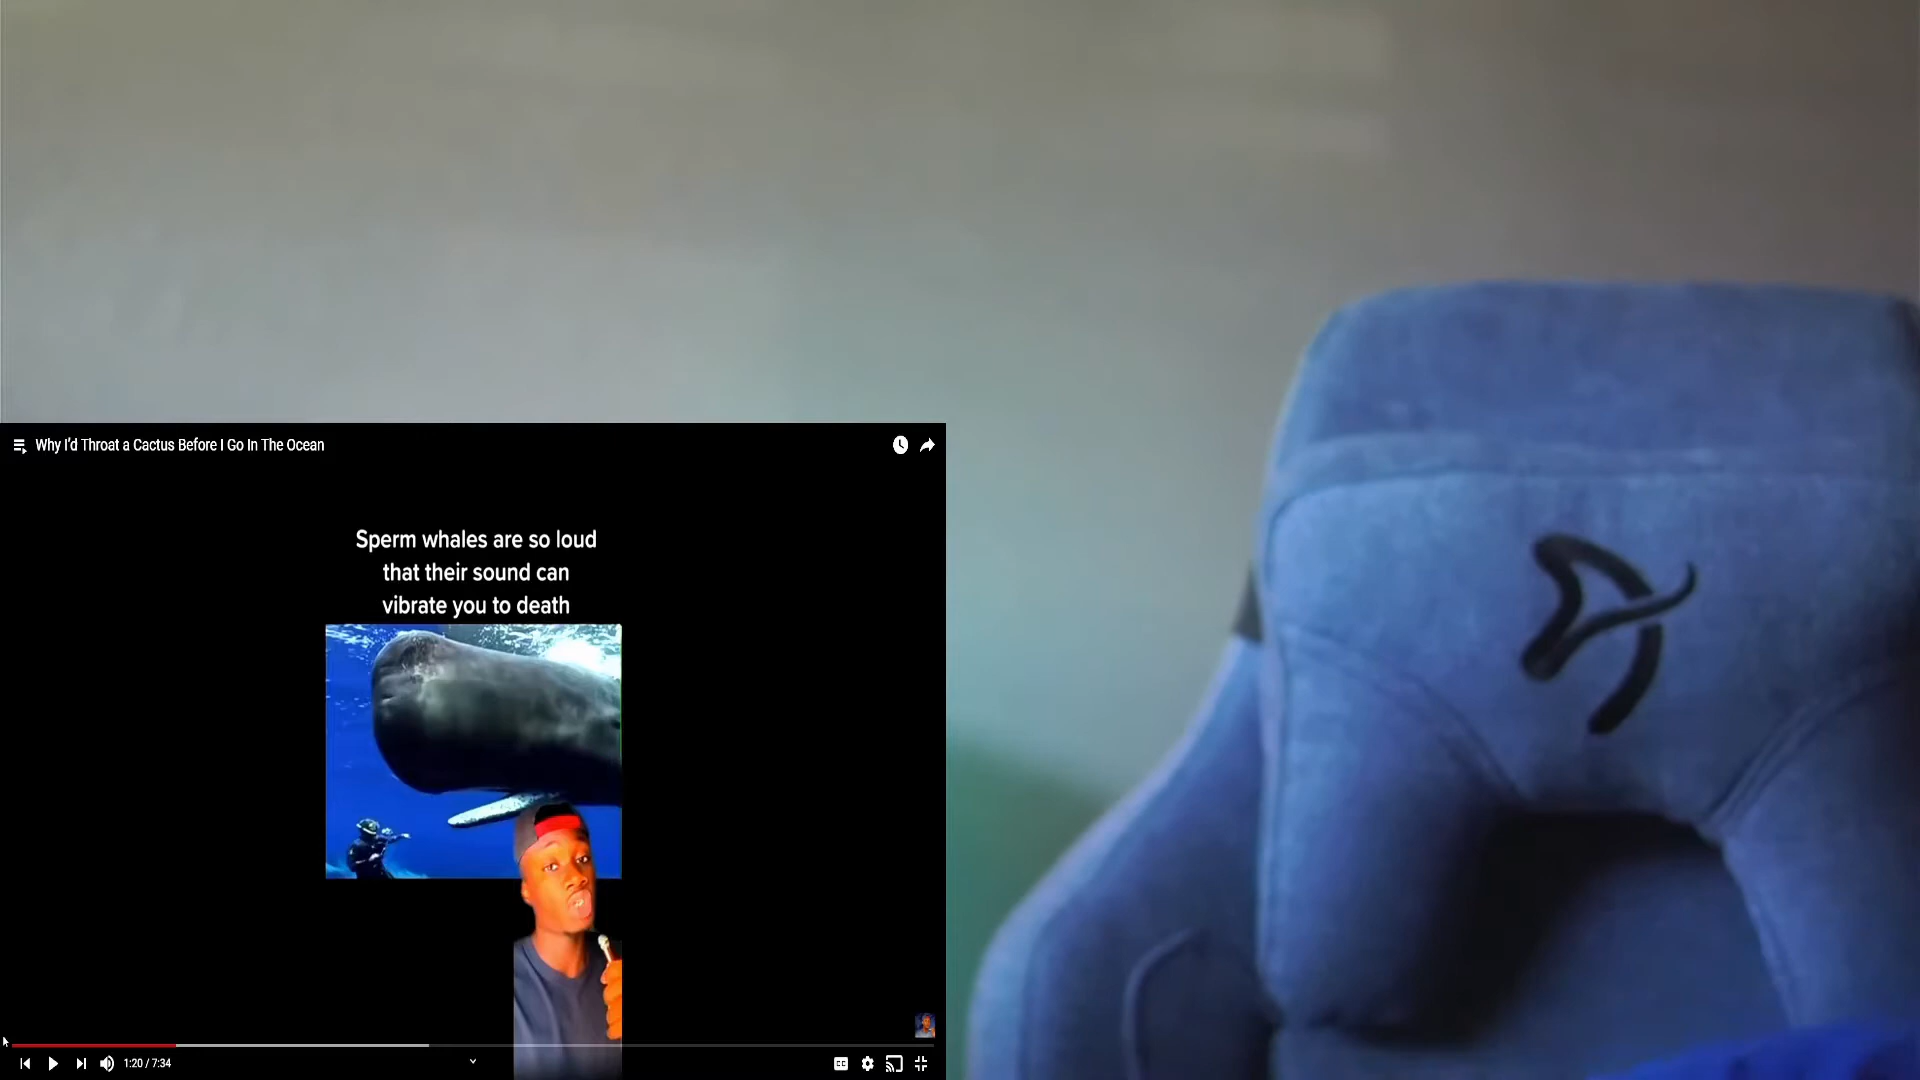 Why I'd Throat a Cactus Before I Go In The Ocean
Sperm whales are so loud
that their sound can
vibrate you to death
1:20 / 7:34
CC